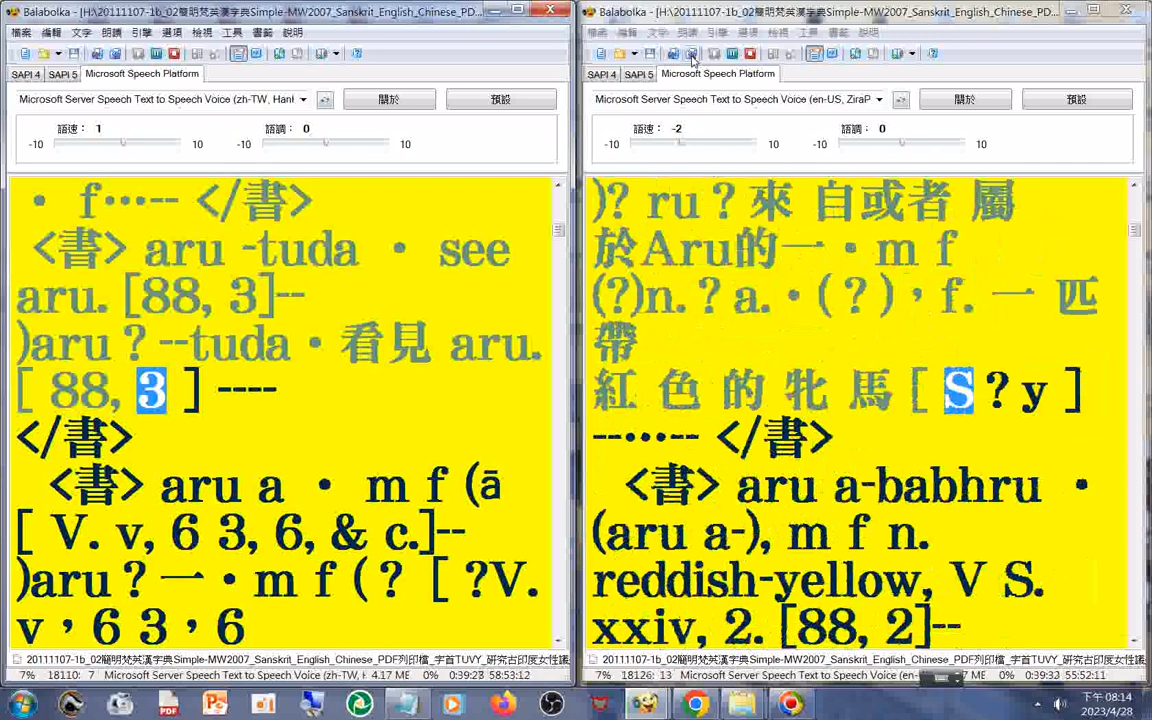 Balabolka - [H:\20111107-1b_02簡明梵英漢字典Simple-MW2007_Sanskrit_English_Chinese_PD...
檔案 編輯 文字 朗讀 引擎 選項 檢視 工具 書籤 說明
SAPI 4 SAPI 5 Microsoft Speech Platform
Microsoft Server Speech Text to Speech Voice (zh-TW, Hanl 關於 預設
語速： 1 語調： 0
-10 10 -10 10
• f…-- </書>
<書> aru -tuda • see
aru. [88, 3]--
)aru ? --tuda • 看見 aru.
[ 88, 3 ] ----
</書>
<書> aru a • m f (ā
[ V. v, 6 3, 6, & c.]--
)aru ? 一 • m f ( ? [ ?V.
v，6 3，6
20111107-1b_02簡明梵英漢字典Simple-MW2007_Sanskrit_English_Chinese_PDF列印檔_字首TUVY_研究古印度女性議
7% 18110: 7 Microsoft Server Speech Text to Speech Voice (zh-TW, H 4.17 ME 0% 0:39:23 58:53:12
Balabolka - [H:\20111107-1b_02簡明梵英漢字典Simple-MW2007_Sanskrit_English_Chinese_PD...
檔案 編輯 文字 朗讀 引擎 選項 檢視 工具 書籤 說明
SAPI 4 SAPI 5 Microsoft Speech Platform
Microsoft Server Speech Text to Speech Voice (en-US, ZiraP 關於 預設
語速： -2 語調： 0
-10 10 -10 10
)? ru ? 來 自或者 屬
於Aru的一 • m f
(?)n. ? a. • ( ? )，f. 一 匹
帶
紅 色 的 牝 馬 [ S ? y ]
--…-- </書>
<書> aru a-babhru •
(aru a-), m f n.
reddish-yellow, V S.
xxiv, 2. [88, 2]--
20111107-1b_02簡明梵英漢字典Simple-MW2007_Sanskrit_English_Chinese_PDF列印檔_字首TUVY_研究古印度女性議
7% 18126: 13 Microsoft Server Speech Text to Speech Voice 4.17 ME 0% 0:39:32 55:52:11
PDF
下午 08:14
2023/4/28